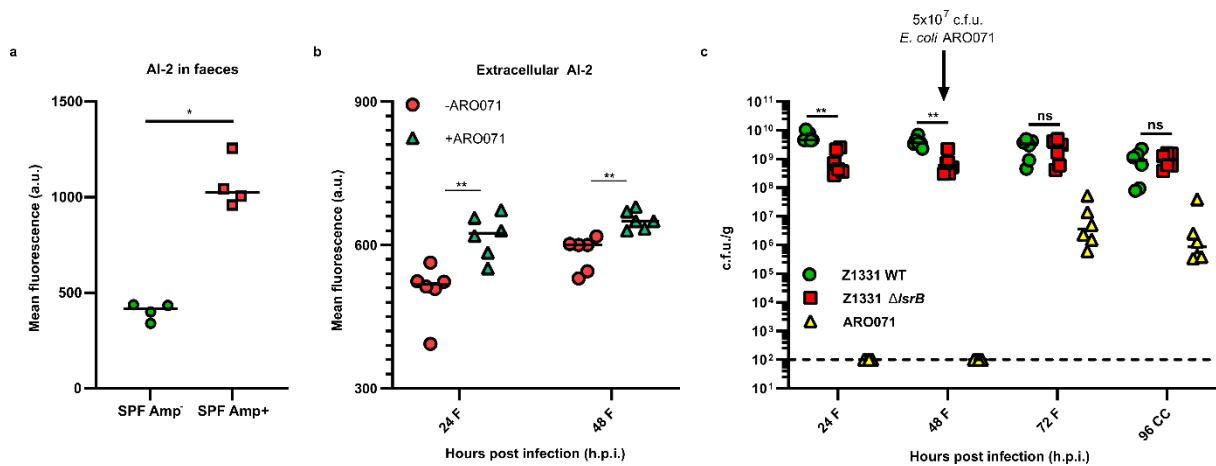 a
AI-2 in faeces
Mean fluorescence (a.u.)
1500
1000
500
0
*
SPF Amp-
SPF Amp+
b
Extracellular AI-2
Mean fluorescence (a.u.)
900
600
300
-ARO071
+ARO071
**
**
24 F
48 F
Hours post infection (h.p.i.)
c
5x10⁷ c.f.u.
E. coli ARO071
c.f.u./g
10¹¹
10¹⁰
10⁹
10⁸
10⁷
10⁶
10⁵
10⁴
10³
10²
10¹
**
**
ns
ns
Z1331 WT
Z1331 ΔlsrB
ARO071
24 F
48 F
72 F
96 CC
Hours post infection (h.p.i.)